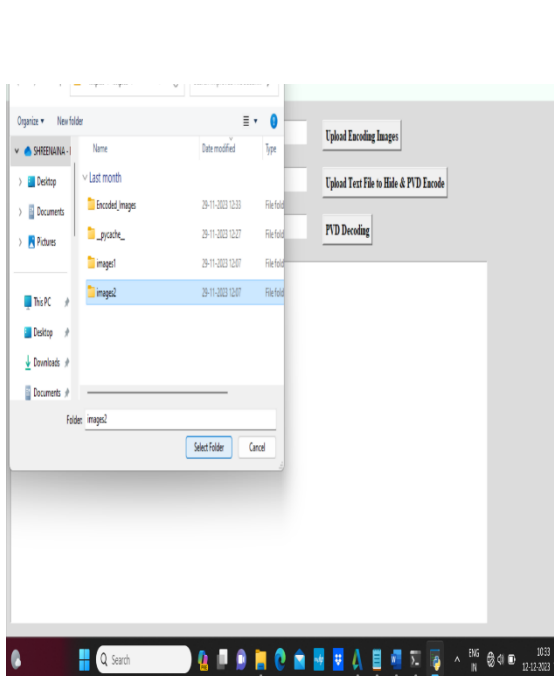 Organize New folder
SHREENAINA - 
Desktop
Documents
Pictures
This PC
Desktop
Downloads
Documents
Name Date modified Type
Last month
Encoded_Images 29-11-2023 12:33 File fold
_pycache_ 29-11-2023 12:27 File fold
images1 29-11-2023 12:07 File fold
images2 29-11-2023 12:07 File fold
Folder: images2
Select Folder Cancel
Upload Encoding Images
Upload Text File to Hide & PVD Encode
PVD Decoding
Search
ENG
IN
10:33
12-12-2023